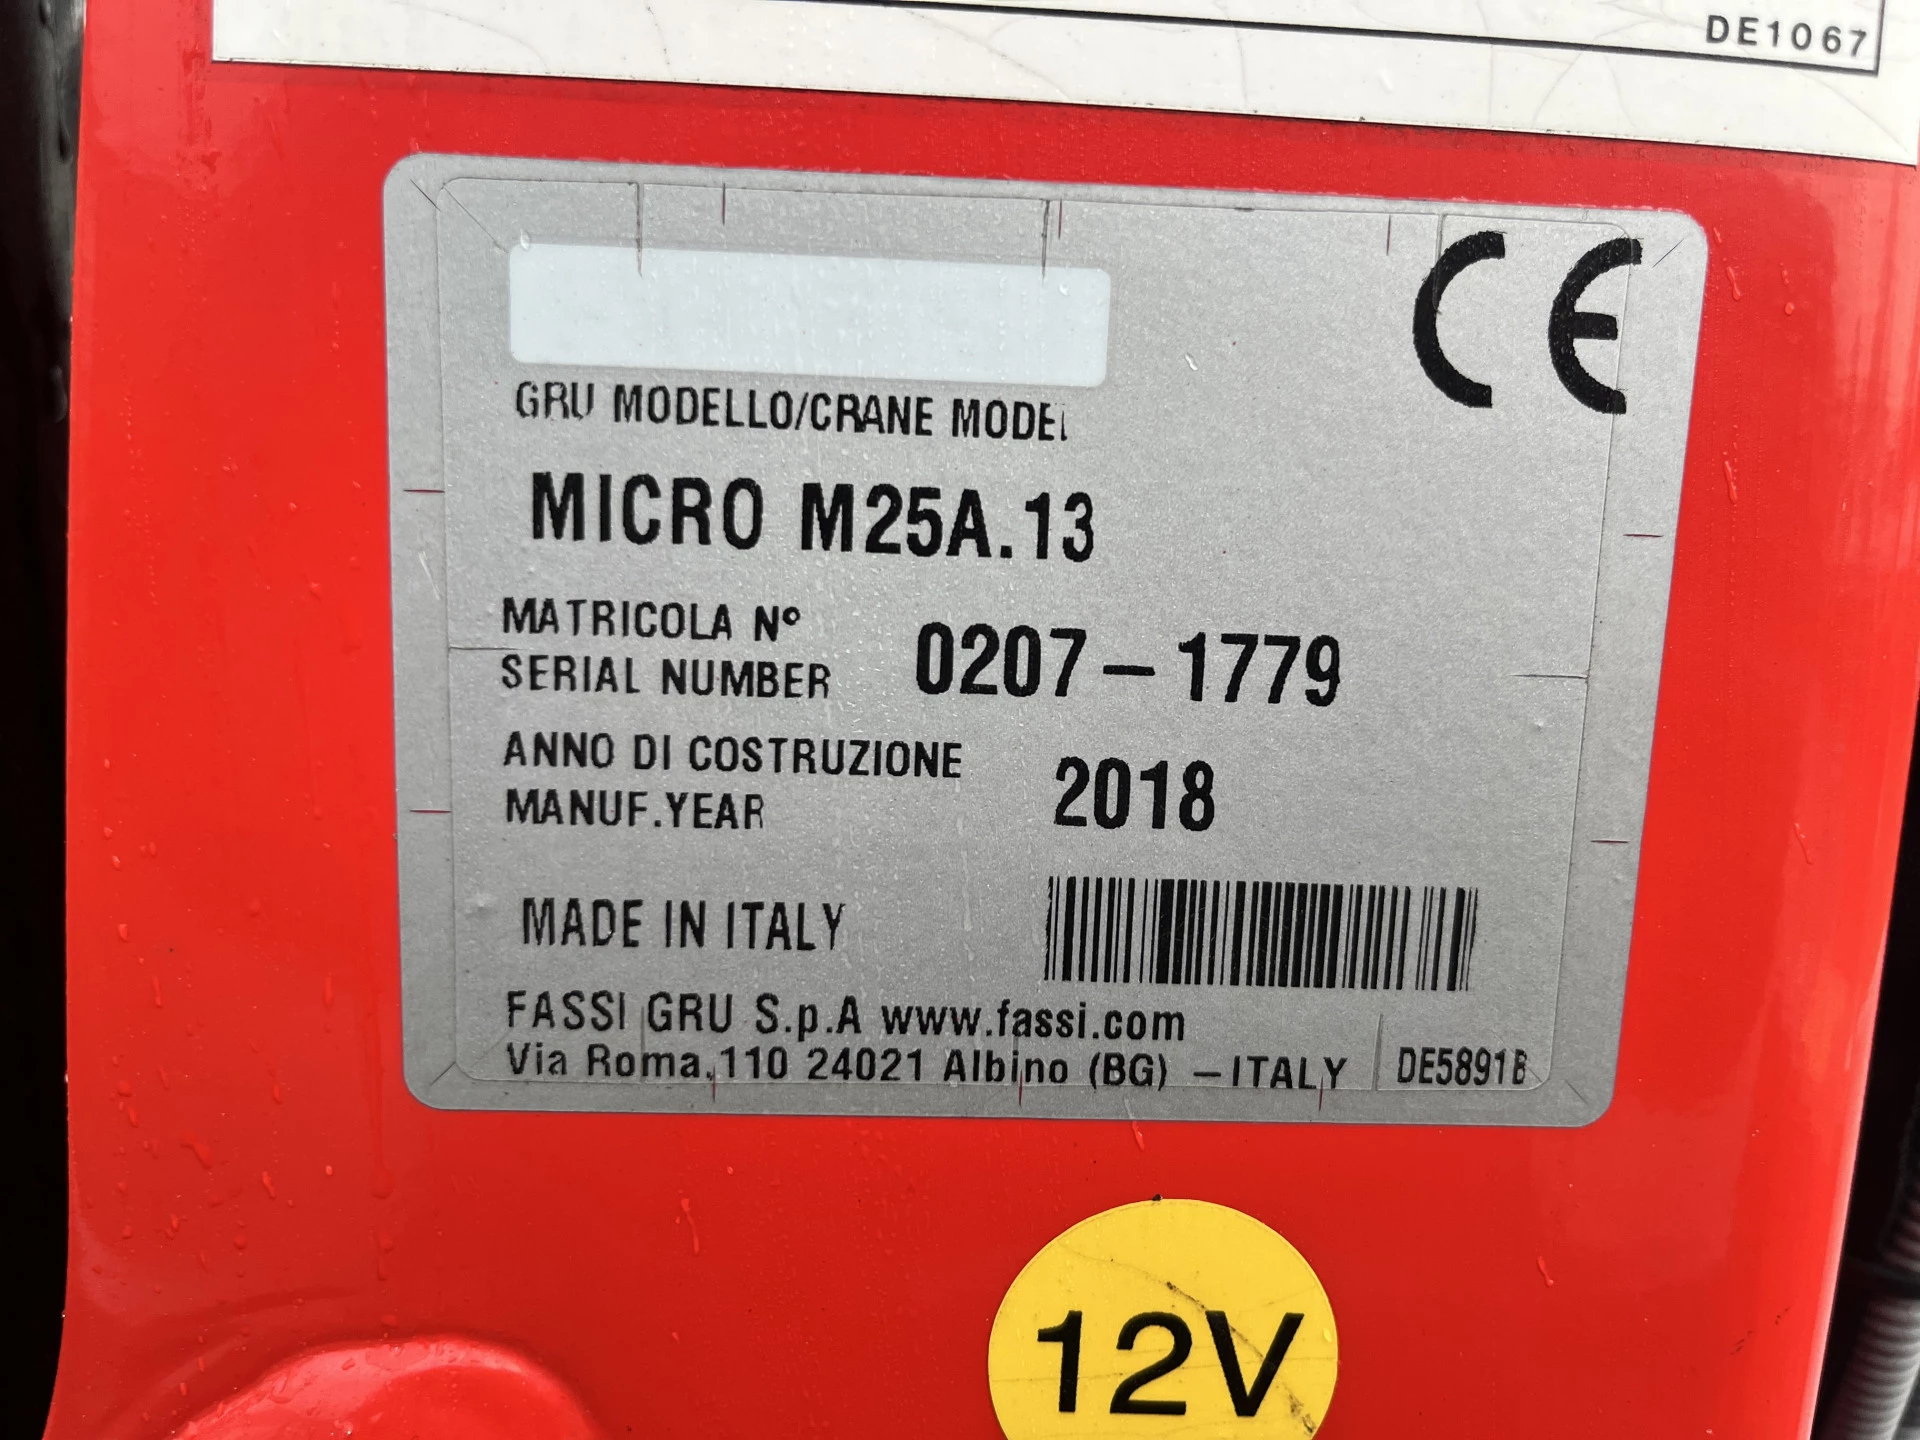 DE1067
CE
GRU MODELLO/CRANE MODEL
MICRO M25A.13
MATRICOLA N°
SERIAL NUMBER
0207-1779
ANNO DI COSTRUZIONE
MANUF.YEAR
2018
MADE IN ITALY
FASSI GRU S.p.A www.fassi.com
Via Roma,110 24021 Albino (BG) -ITALY
DE5891B
12V